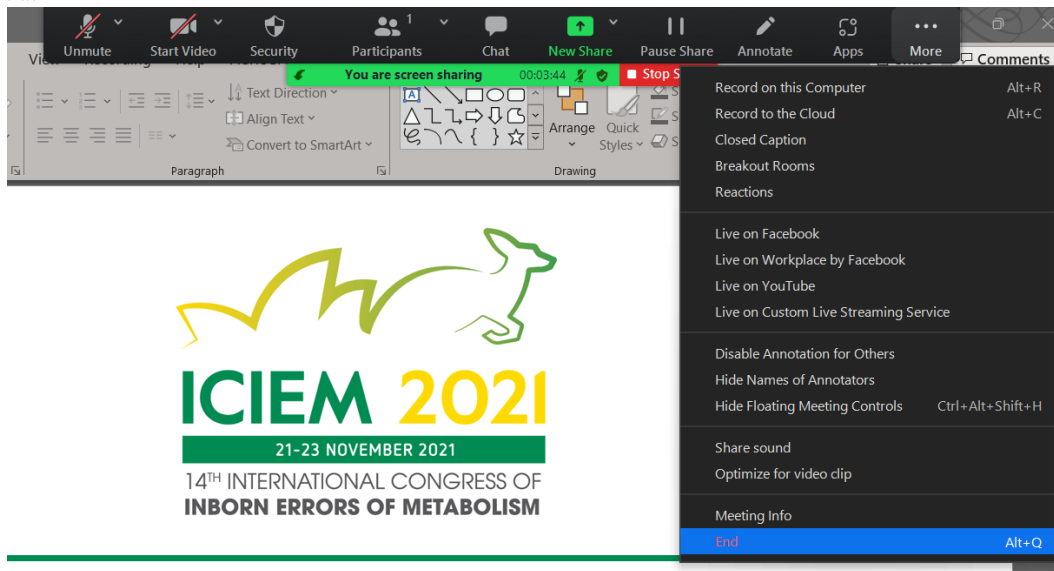 1
Unmute Start Video Security Participants Chat New Share Pause Share Annotate Apps More
Comments
You are screen sharing 00:03:44 Stop S
Text Direction
Align Text
Convert to SmartArt
Arrange Quick
Styles
Paragraph Drawing
Record on this Computer Alt+R
Record to the Cloud Alt+C
Closed Caption
Breakout Rooms
Reactions
Live on Facebook
Live on Workplace by Facebook
Live on YouTube
Live on Custom Live Streaming Service
Disable Annotation for Others
Hide Names of Annotators
Hide Floating Meeting Controls Ctrl+Alt+Shift+H
Share sound
Optimize for video clip
Meeting Info
End Alt+Q
ICIEM 2021
21-23 NOVEMBER 2021
14TH INTERNATIONAL CONGRESS OF
INBORN ERRORS OF METABOLISM